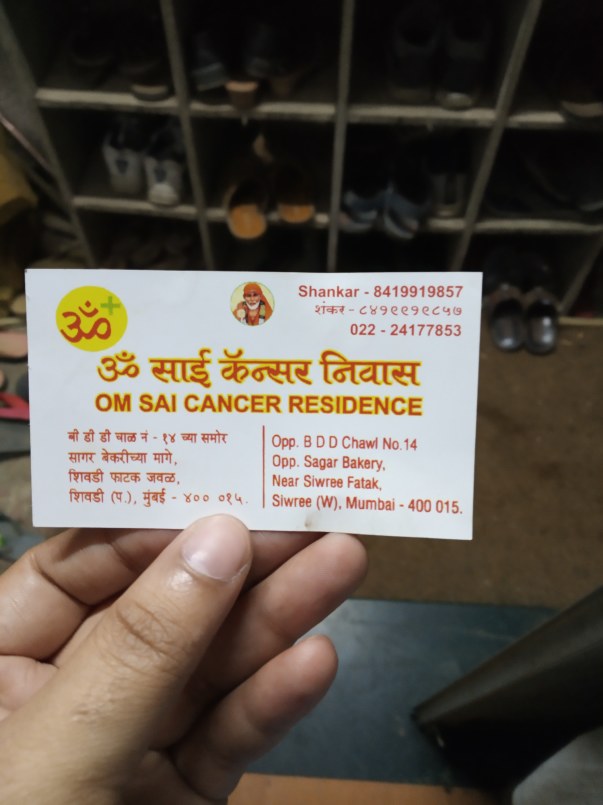 ॐ
Shankar - 8419919857
शंकर - ८४१९९१९८५७
022 - 24177853
ॐ साई कॅन्सर निवास
OM SAI CANCER RESIDENCE
बी डी डी चाळ नं - १४ च्या समोर
सागर बेकरीच्या मागे,
शिवडी फाटक जवळ,
शिवडी (प.), मुंबई - ४०० ०१५.
Opp. B D D Chawl No.14
Opp. Sagar Bakery,
Near Siwree Fatak,
Siwree (W), Mumbai - 400 015.